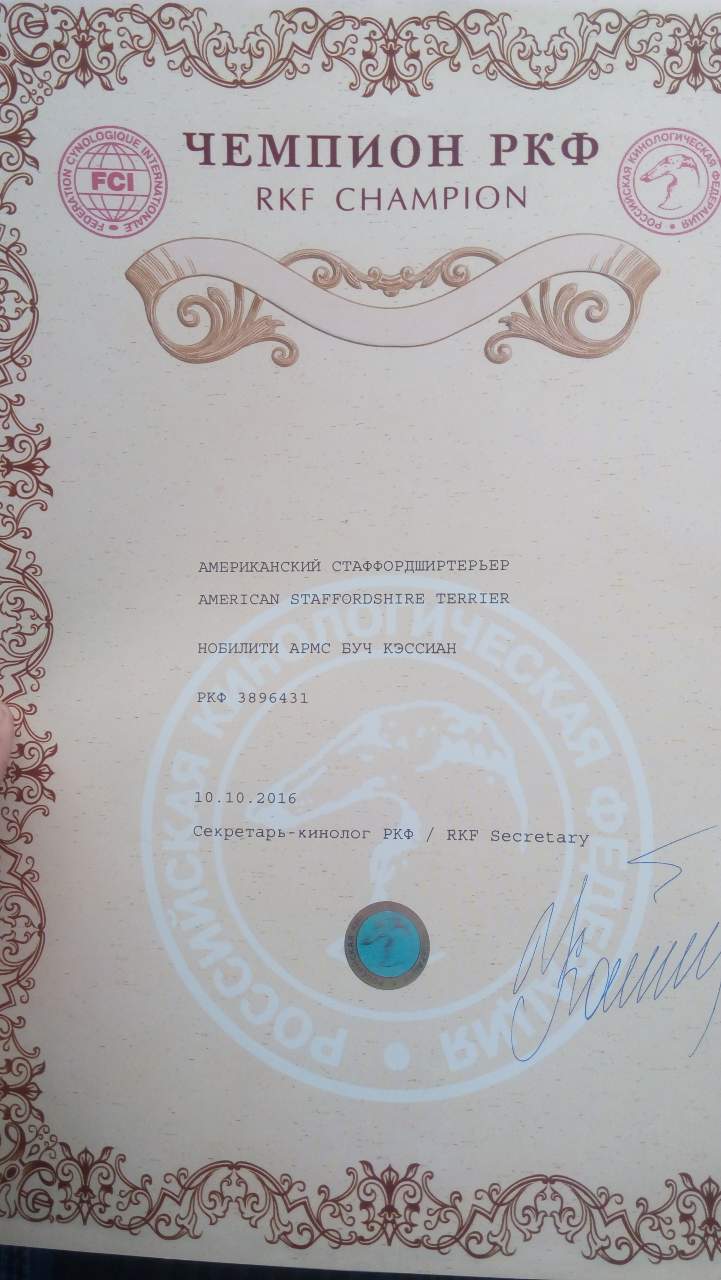 ЧЕМПИОН РКФ
RKF CHAMPION
FEDERATION CYNOLOGIQUE INTERNATIONALE
FCI
РОССИЙСКАЯ КИНОЛОГИЧЕСКАЯ ФЕДЕРАЦИЯ
АМЕРИКАНСКИЙ СТАФФОРДШИРТЕРЬЕР
AMERICAN STAFFORDSHIRE TERRIER
НОБИЛИТИ АРМС БУЧ КЭССИАН
РКФ 3896431
10.10.2016
Секретарь-кинолог РКФ / RKF Secretary
РОССИЙСКАЯ КИНОЛОГИЧЕСКАЯ ФЕДЕРАЦИЯ